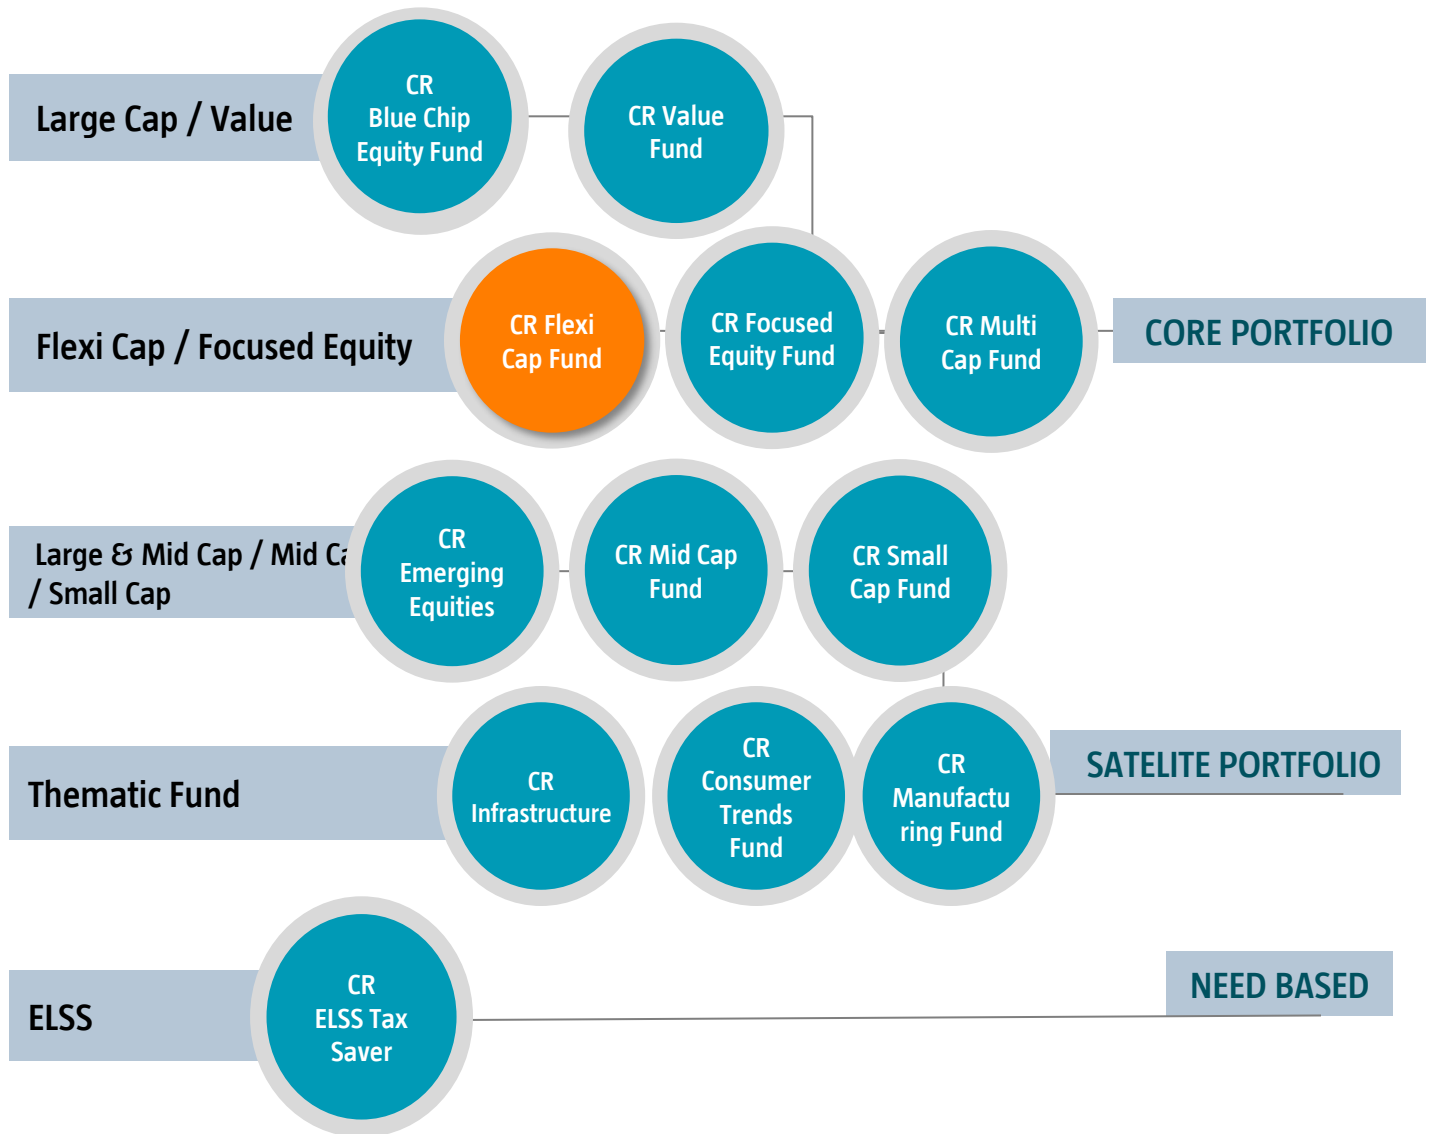 Large Cap / Value
CR
Blue Chip
Equity Fund
CR Value
Fund
Flexi Cap / Focused Equity
CR Flexi
Cap Fund
CR Focused
Equity Fund
CR Multi
Cap Fund
CORE PORTFOLIO
Large & Mid Cap / Mid Ca
/ Small Cap
CR
Emerging
Equities
CR Mid Cap
Fund
CR Small
Cap Fund
Thematic Fund
CR
Infrastructure
CR
Consumer
Trends
Fund
CR
Manufactu
ring Fund
SATELITE PORTFOLIO
ELSS
CR
ELSS Tax
Saver
NEED BASED